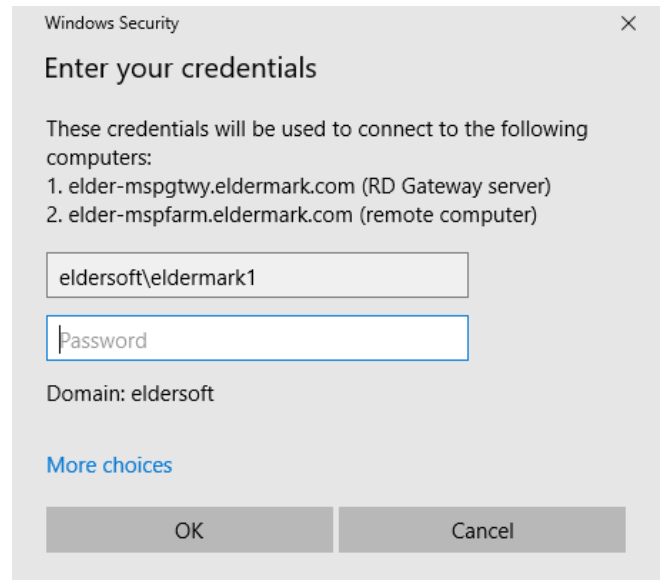 Windows Security
Enter your credentials
These credentials will be used to connect to the following
computers:
1. elder-mspgtwy.eldermark.com (RD Gateway server)
2. elder-mspfarm.eldermark.com (remote computer)
eldersoft\eldermark1
Password
Domain: eldersoft
More choices
OK
Cancel